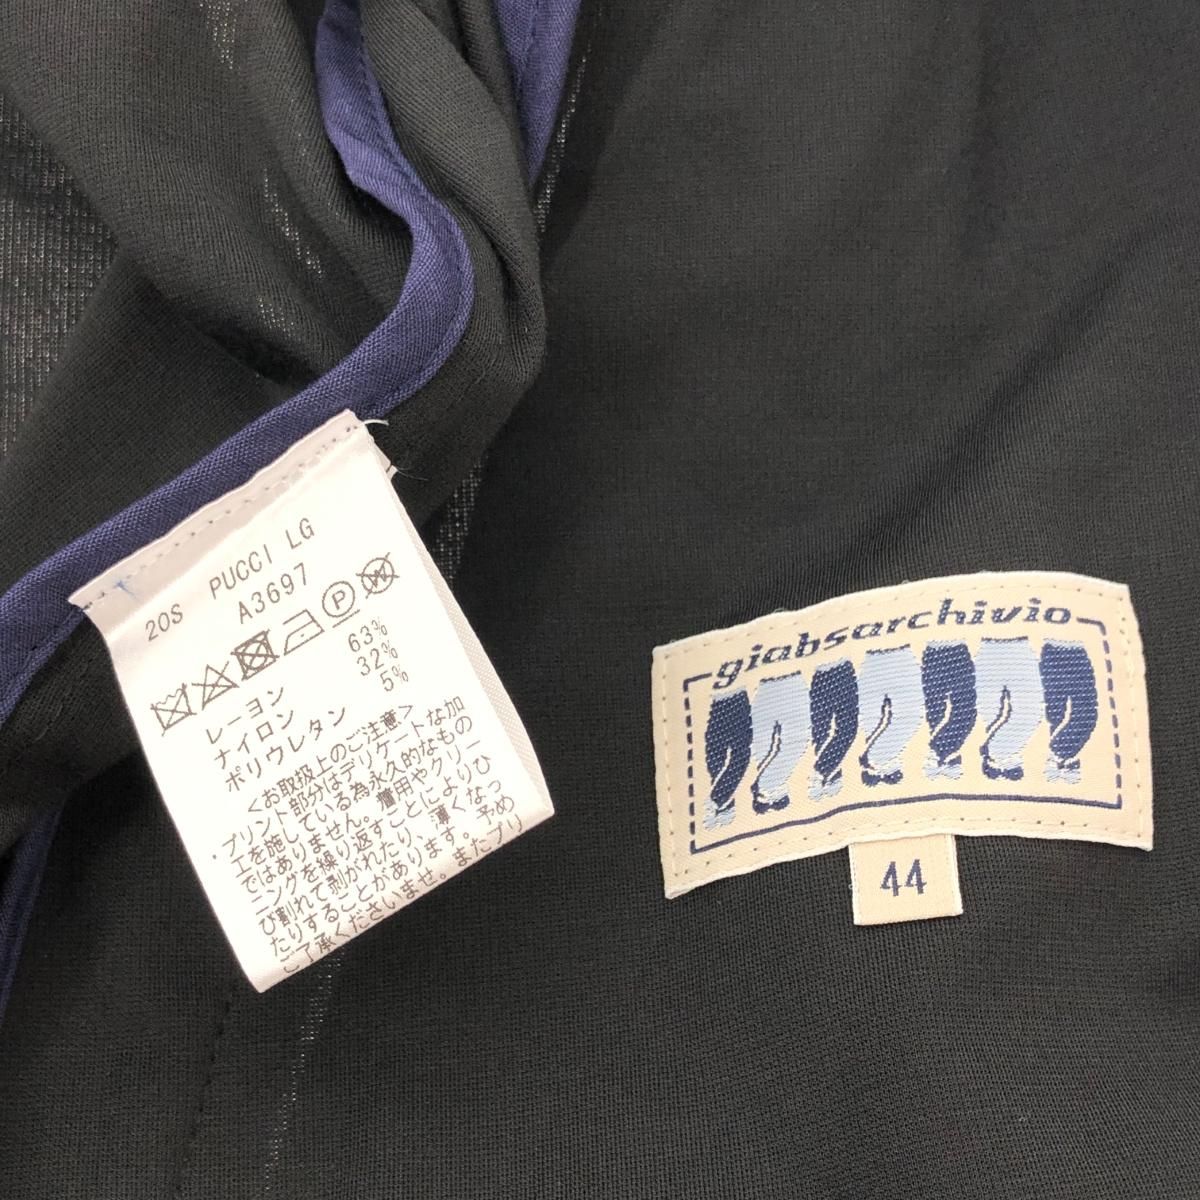 20S PUCCI LG
A3697
P W
レーヨン 63%
ナイロン 32%
ポリウレタン 5%
<お取扱上のご注意>
・プリント部分はデリケートな加
工を施している為永久的なもの
ではありません。着用やクリー
ニングを繰り返すことによりひ
び割れて剥がれたり、薄くなっ
たりすることがあります。予め
ご了承くださいませ。またプリ
giabsarchivio
44